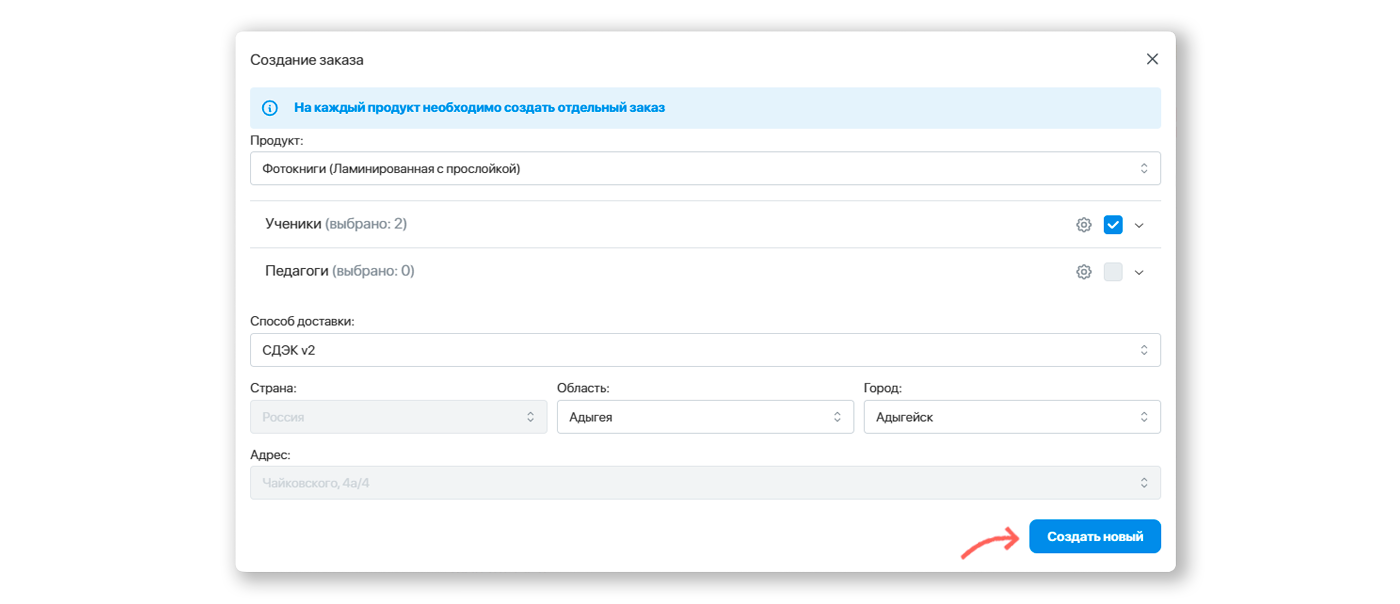 Создание заказа
На каждый продукт необходимо создать отдельный заказ
Продукт:
Фотокниги (Ламинированная с прослойкой)
Ученики (выбрано: 2)
Педагоги (выбрано: 0)
Способ доставки:
СДЭК v2
Страна: Область: Город:
Россия Адыгея Адыгейск
Адрес:
Чайковского, 4а/4
Создать новый